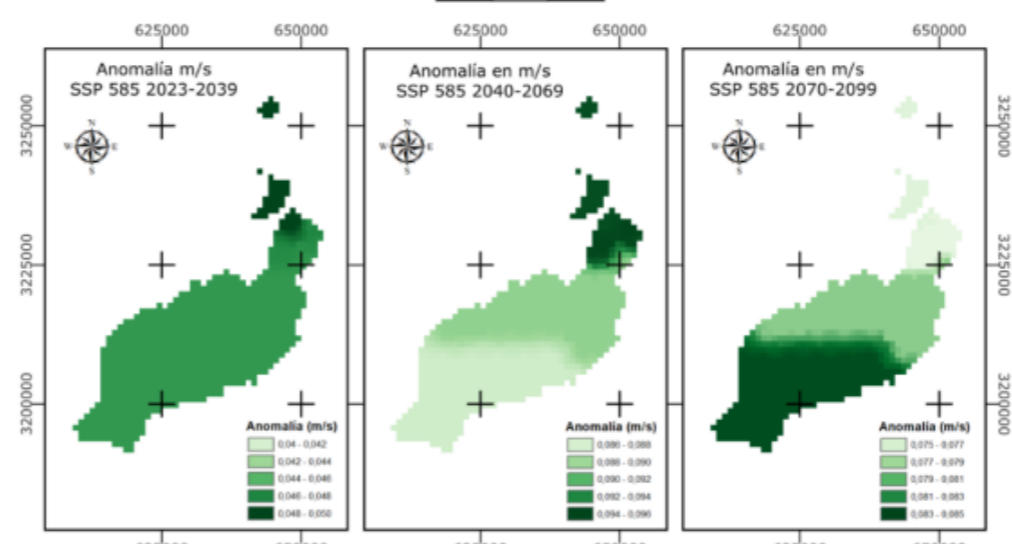 625000 650000 625000 650000 625000 650000
Anomalía m/s
SSP 585 2023-2039
Anomalía en m/s
SSP 585 2040-2069
Anomalía en m/s
SSP 585 2070-2099
N
W E
S
N
W E
S
N
W E
S
3250000
3225000
3200000
3250000
3225000
3200000
Anomalía (m/s)
0,04 - 0,042
0,042 - 0,044
0,044 - 0,046
0,046 - 0,048
0,048 - 0,050
Anomalía (m/s)
0,086 - 0,088
0,088 - 0,090
0,090 - 0,092
0,092 - 0,094
0,094 - 0,096
Anomalía (m/s)
0,075 - 0,077
0,077 - 0,079
0,079 - 0,081
0,081 - 0,083
0,083 - 0,085